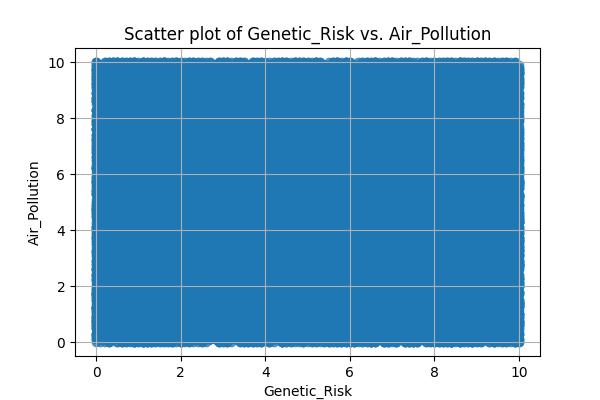 Scatter plot of Genetic_Risk vs. Air_Pollution
10
8
6
4
2
0
Air_Pollution
0 2 4 6 8 10
Genetic_Risk